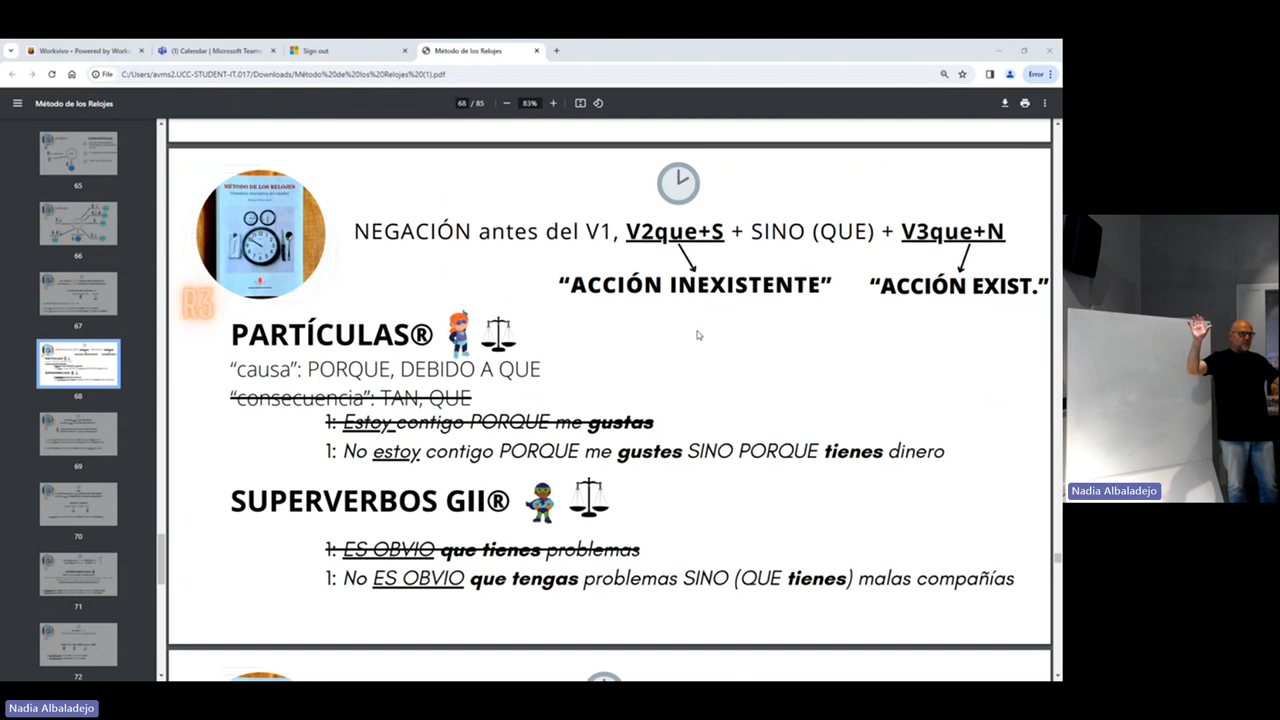 Workvivo • Powered by Work
(1) Calendar | Microsoft Teams
Sign out
Método de los Relojes
File
C:/Users/avms2.UCC-STUDENT-IT.017/Downloads/Método%20de%20los%20Relojes%20(1).pdf
Error
Método de los Relojes
68 / 85
83%
65
66
67
68
69
70
71
72
MÉTODO DE LOS RELOJES
NEGACIÓN antes del V1, V2que+S + SINO (QUE) + V3que+N
“ACCIÓN INEXISTENTE” “ACCIÓN EXIST.”
R3
PARTÍCULAS®
“causa”: PORQUE, DEBIDO A QUE
“consecuencia”: TAN, QUE
1: Estoy contigo PORQUE me gustas
1: No estoy contigo PORQUE me gustes SINO PORQUE tienes dinero
SUPERVERBOS GII®
1: ES OBVIO que tienes problemas
1: No ES OBVIO que tengas problemas SINO (QUE tienes) malas compañías
Nadia Albaladejo
Nadia Albaladejo